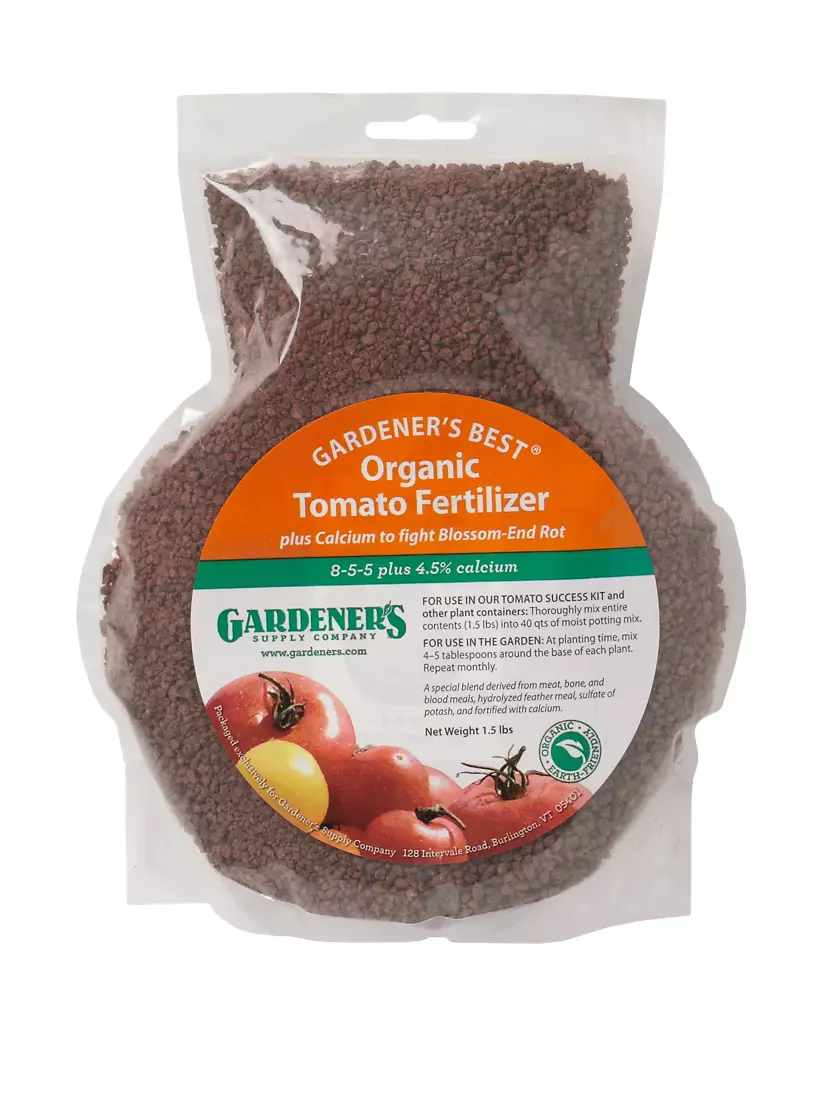 GARDENER'S BEST®
Organic
Tomato Fertilizer
plus Calcium to fight Blossom-End Rot
8-5-5 plus 4.5% calcium
GARDENER'S
SUPPLY COMPANY
www.gardeners.com
FOR USE IN OUR TOMATO SUCCESS KIT and
other plant containers: Thoroughly mix entire
contents (1.5 lbs) into 40 qts of moist potting mix.
FOR USE IN THE GARDEN: At planting time, mix
4–5 tablespoons around the base of each plant.
Repeat monthly.
A special blend derived from meat, bone, and
blood meals, hydrolyzed feather meal, sulfate of
potash, and fortified with calcium.
Net Weight 1.5 lbs
ORGANIC • EARTH-FRIENDLY •
Packaged exclusively for Gardener's Supply Company 128 Intervale Road, Burlington, VT 05401